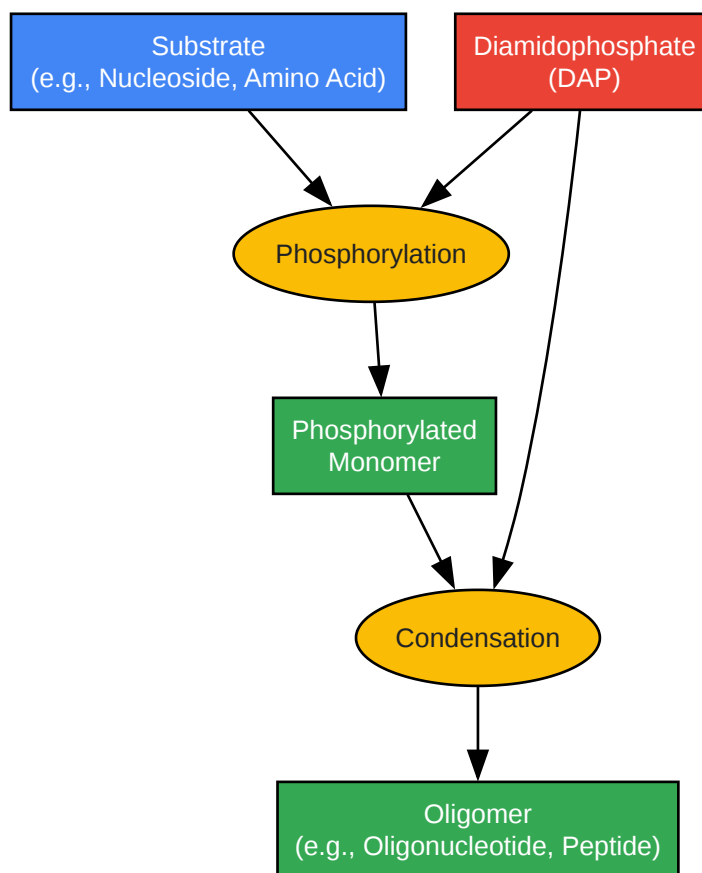 Substrate
(e.g., Nucleoside, Amino Acid)
Diamidophosphate
(DAP)
Phosphorylation
Phosphorylated
Monomer
Condensation
Oligomer
(e.g., Oligonucleotide, Peptide)